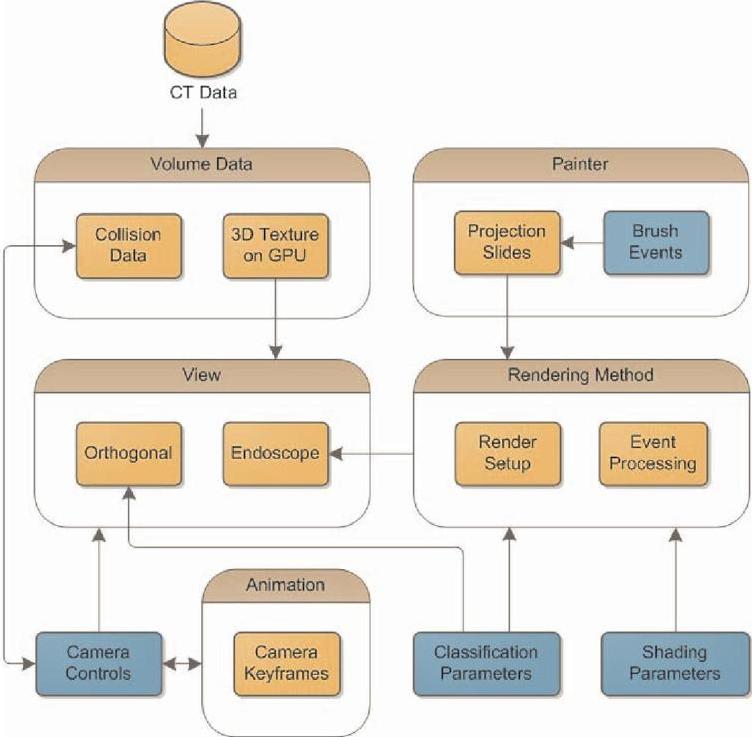 CT Data
Volume Data
Collision
Data
3D Texture
on GPU
Painter
Projection
Slides
Brush
Events
View
Orthogonal
Endoscope
Rendering Method
Render
Setup
Event
Processing
Camera
Controls
Animation
Camera
Keyframes
Classification
Parameters
Shading
Parameters